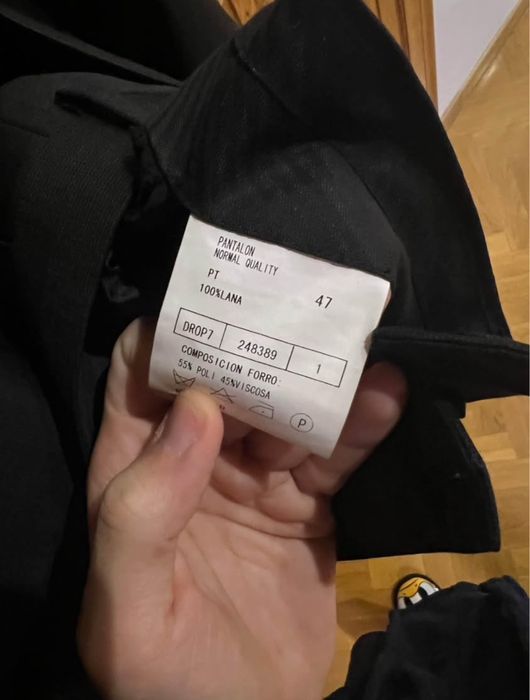 PANTALON
NORMAL QUALITY
PT 47
100%LANA
DROP7 248389 1
COMPOSICION FORRO:
55% POLI 45%VISCOSA
P